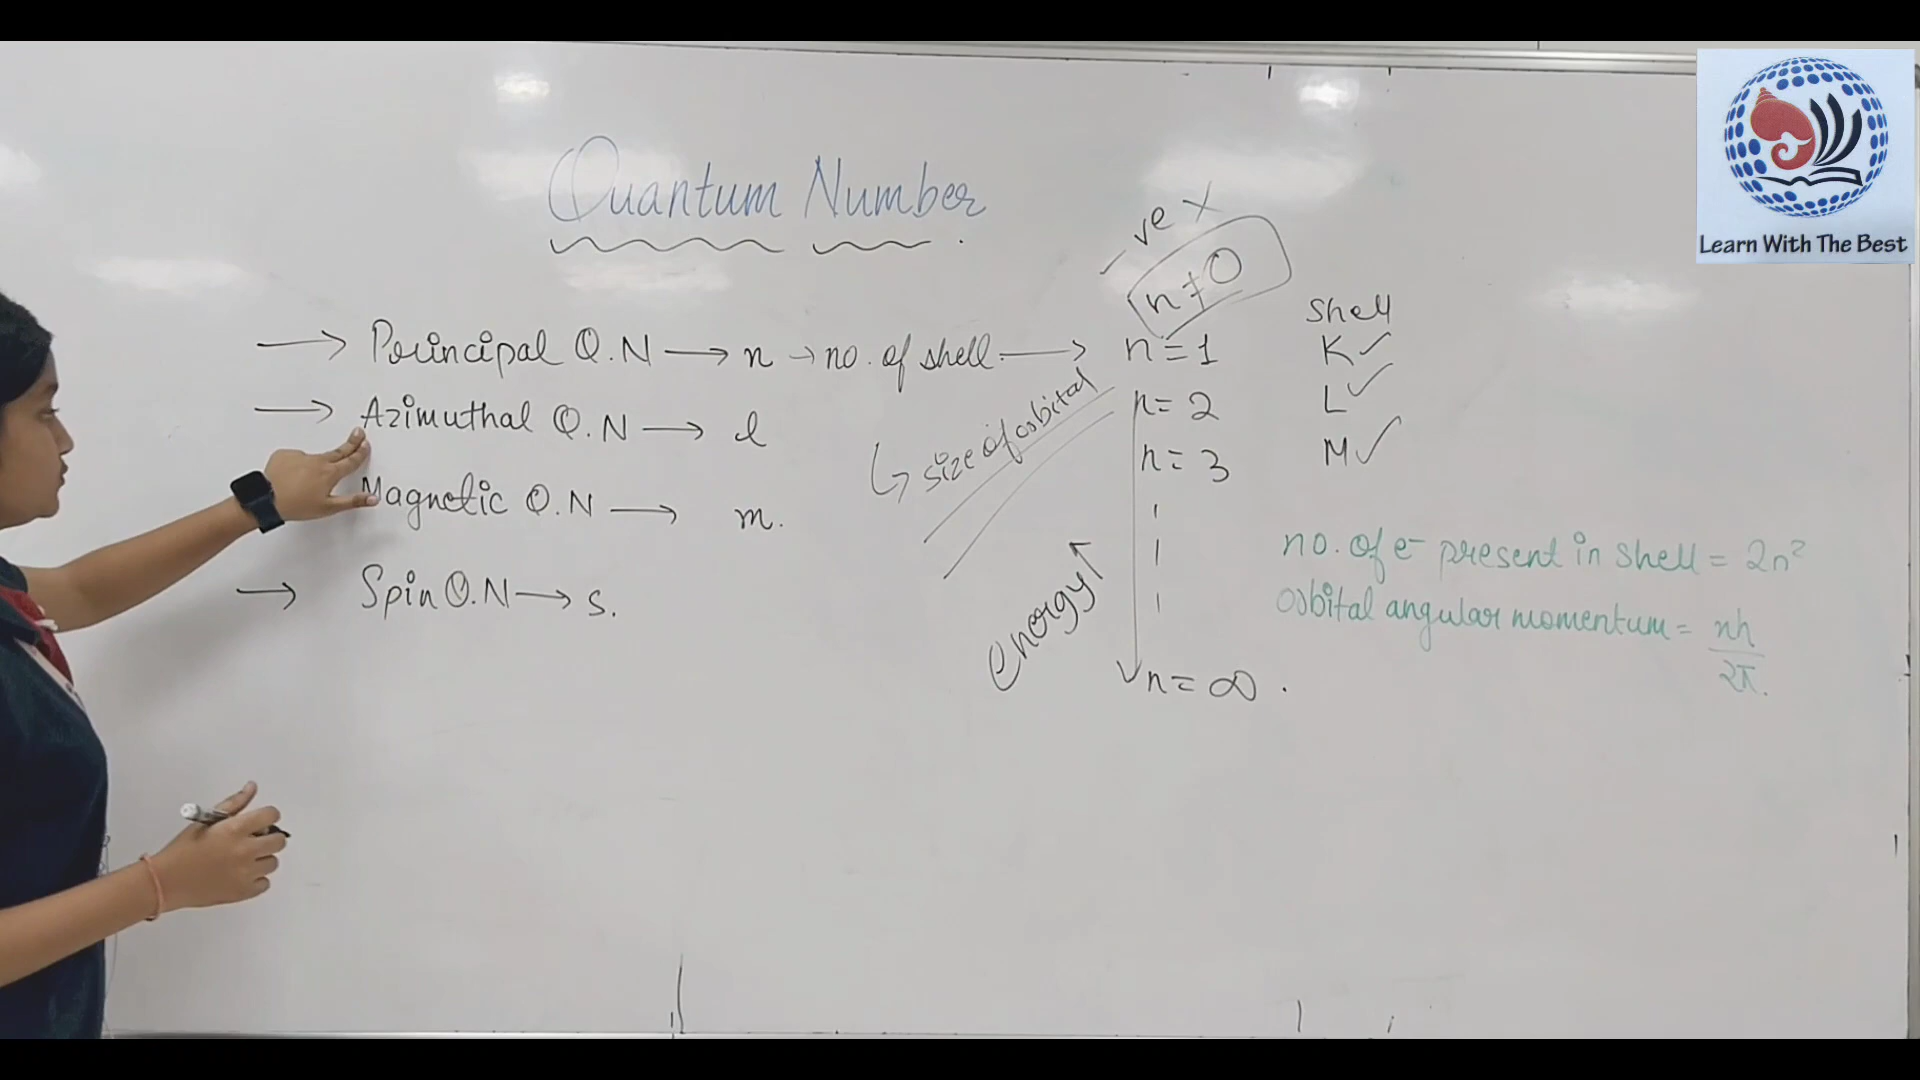 Quantum Number
-ve X
n ≠ 0
Shell
→ Principal Q.N → n → no. of shell → n = 1 K ✓
→ Azimuthal Q.N → l
n = 2 L ✓
size of orbital
n = 3 M ✓
Magnetic Q.N → m.
→ Spin Q.N → s.
energy ↑
n = ∞ .
no. of e⁻ present in shell = 2n²
orbital angular momentum = nh/2π.
Learn With The Best